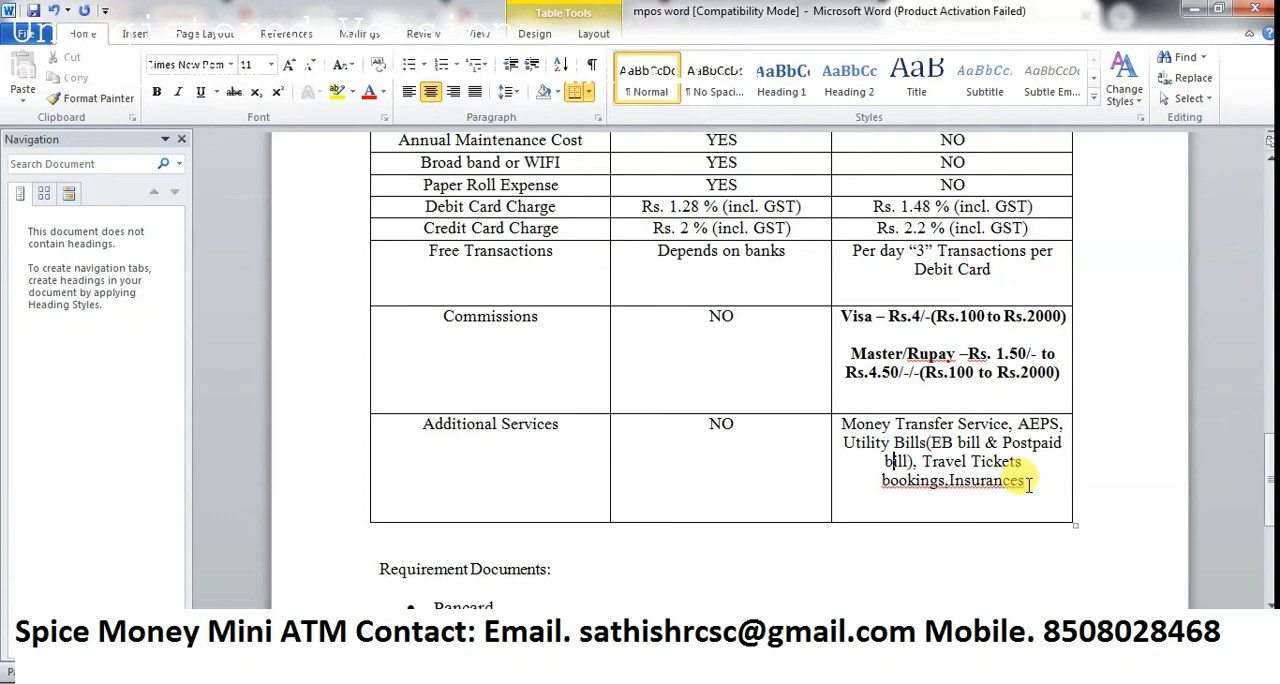 mpos word [Compatibility Mode] - Microsoft Word (Product Activation Failed)
Table Tools
Unregistered Version
File Home Insert Page Layout References Mailings Review View Design Layout
Paste
Cut
Copy
Format Painter
Clipboard
Times New Rom 11
Font
Paragraph
AaBbCcDc AaBbCcDc AaBbCc AaBbCc AaB AaBbCc. AaBbCcDc
¶ Normal ¶ No Spaci... Heading 1 Heading 2 Title Subtitle Subtle Em...
Styles
Change Styles
Find
Replace
Select
Editing
Navigation
Search Document
This document does not
contain headings.
To create navigation tabs,
create headings in your
document by applying
Heading Styles.
Annual Maintenance Cost YES NO
Broad band or WIFI YES NO
Paper Roll Expense YES NO
Debit Card Charge Rs. 1.28 % (incl. GST) Rs. 1.48 % (incl. GST)
Credit Card Charge Rs. 2 % (incl. GST) Rs. 2.2 % (incl. GST)
Free Transactions Depends on banks Per day “3” Transactions per
Debit Card
Commissions NO Visa – Rs.4/-(Rs.100 to Rs.2000)
Master/Rupay –Rs. 1.50/- to
Rs.4.50/-/-(Rs.100 to Rs.2000)
Additional Services NO Money Transfer Service, AEPS,
Utility Bills(EB bill & Postpaid
bill), Travel Tickets
bookings,Insurances
Requirement Documents:
• Pancard
Spice Money Mini ATM Contact: Email. sathishrcsc@gmail.com Mobile. 8508028468